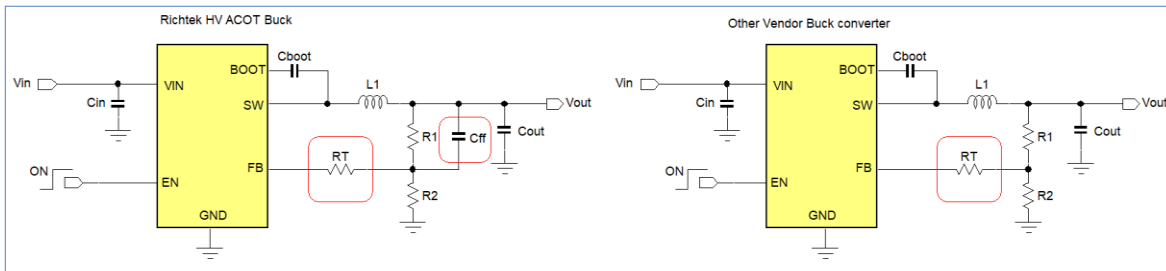 Richtek HV ACOT Buck
Cboot
BOOT
Vin
VIN
L1
SW
Vout
Cin
R1
Cff
Cout
RT
FB
ON
EN
R2
GND
Other Vendor Buck converter
Cboot
BOOT
Vin
VIN
L1
SW
Vout
Cin
R1
Cout
RT
FB
ON
EN
R2
GND